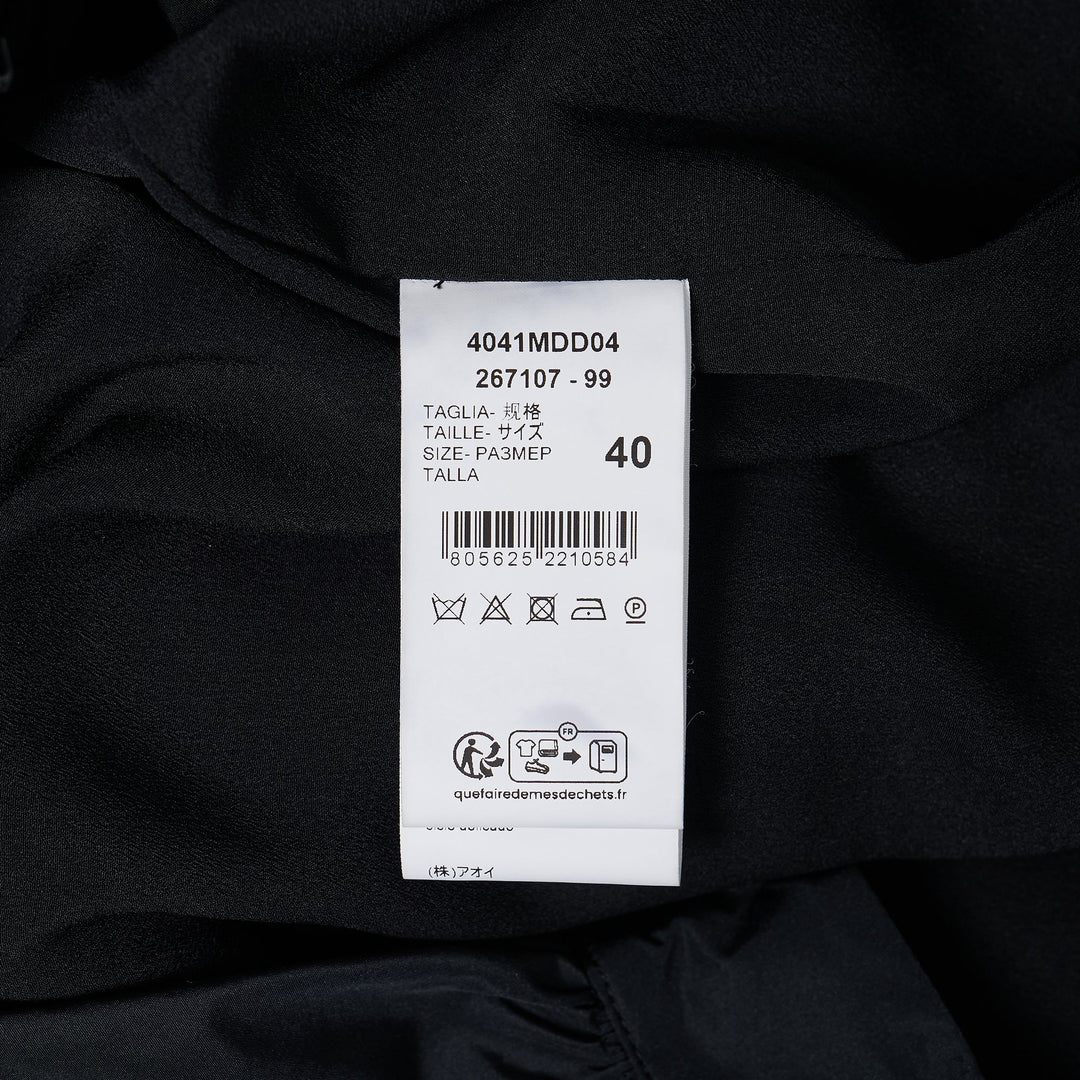 4041MDD04
267107 - 99
TAGLIA- 规格
TAILLE- サイズ
SIZE- РАЗМЕР
TALLA
40
805625 2210584
P
FR
quefairedemesdechets.fr
(株)アオイ